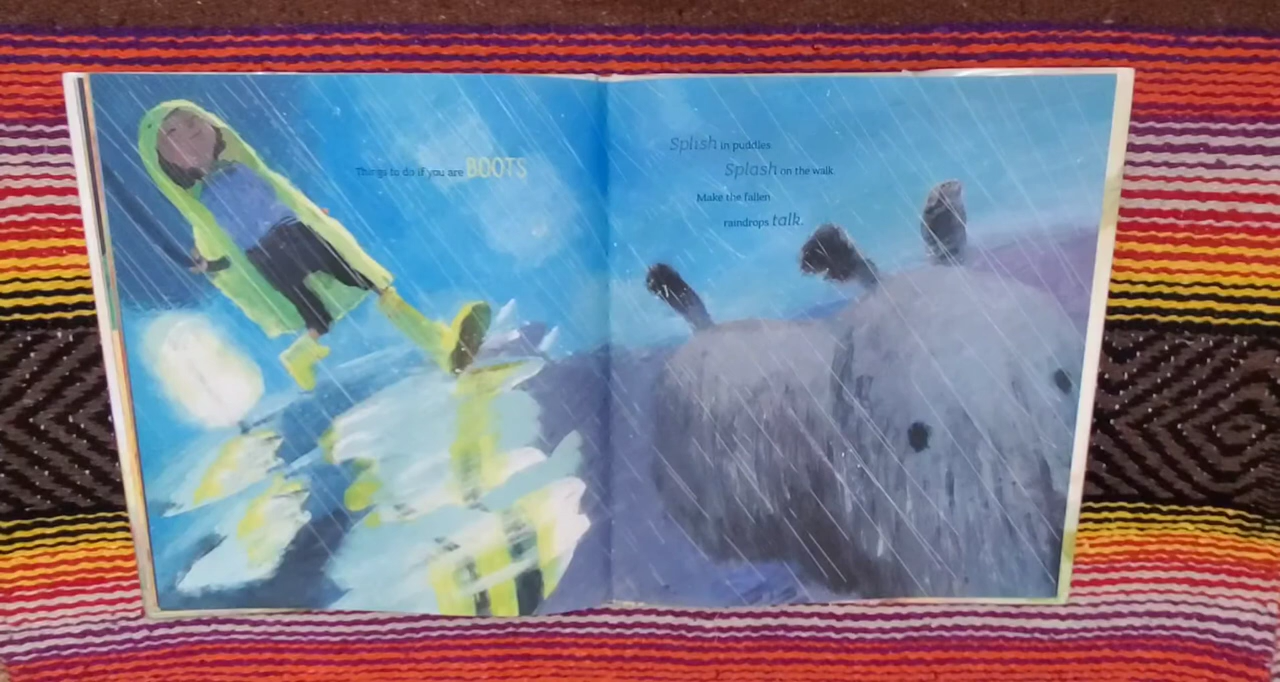 Things to do if you are BOOTS
Splish in puddles
Splash on the walk.
Make the fallen
raindrops talk.